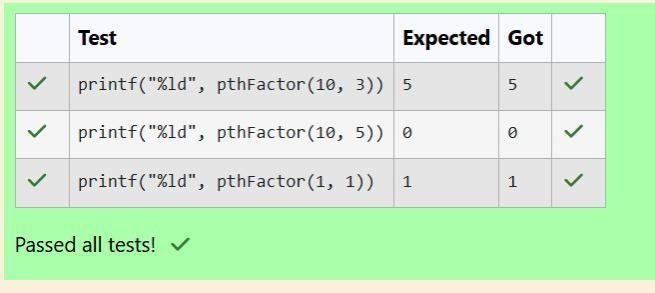 Test Expected Got
printf("%ld", pthFactor(10, 3)) 5 5
printf("%ld", pthFactor(10, 5)) 0 0
printf("%ld", pthFactor(1, 1)) 1 1
Passed all tests!